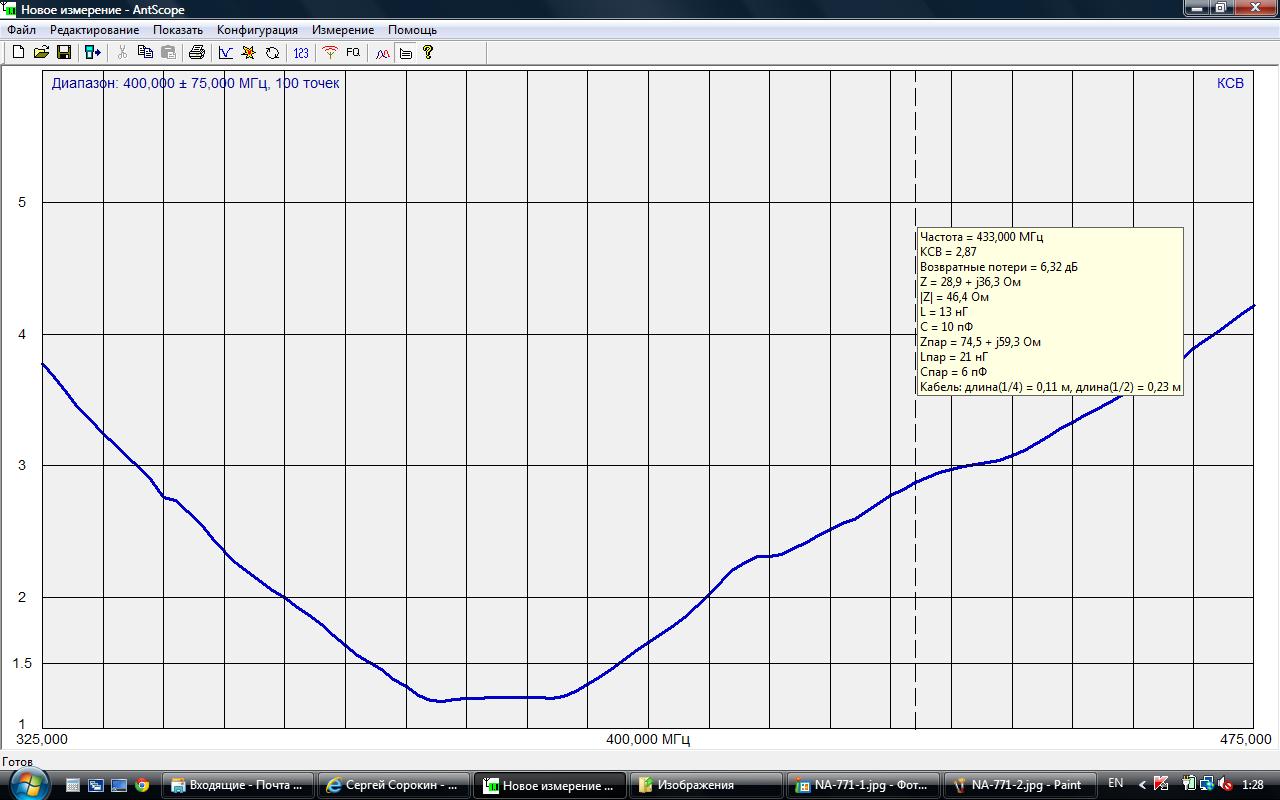 Новое измерение - AntScope
Файл Редактирование Показать Конфигурация Измерение Помощь
123 FQ ?
Диапазон: 400,000 ± 75,000 МГц, 100 точек КСВ
5
Частота = 433,000 МГц
КСВ = 2,87
Возвратные потери = 6,32 дБ
Z = 28,9 + j36,3 Ом
|Z| = 46,4 Ом
L = 13 нГ
C = 10 пФ
Zпар = 74,5 + j59,3 Ом
Lпар = 21 нГ
Cпар = 6 пФ
Кабель: длина(1/4) = 0,11 м, длина(1/2) = 0,23 м
4
3
2
1.5
1
325,000 400,000 МГц 475,000
Готов
Входящие - Почта ... Сергей Сорокин - ... Новое измерение ... Изображения NA-771-1.jpg - Фот... NA-771-2.jpg - Paint EN 1:28